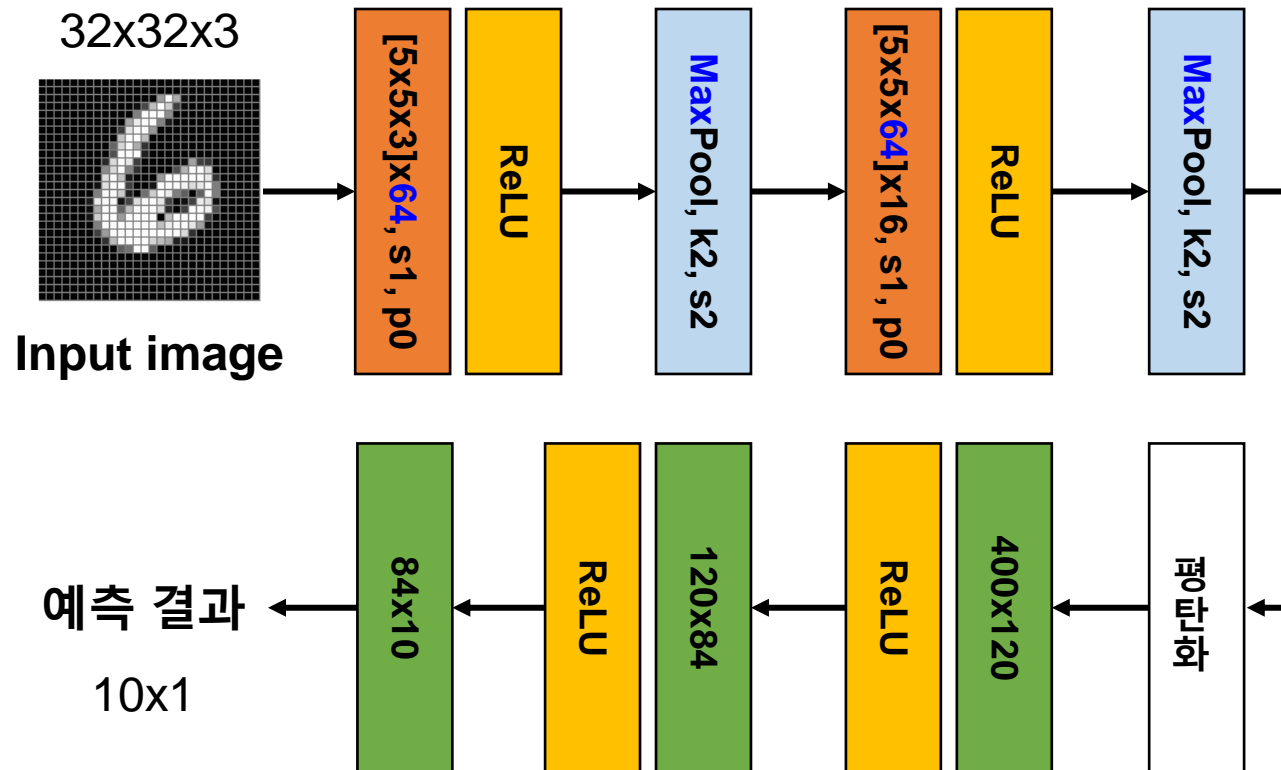 32x32x3
Input image
[5x5x3]x64, s1, p0
ReLU
MaxPool, k2, s2
[5x5x64]x16, s1, p0
ReLU
MaxPool, k2, s2
평탄화
400x120
ReLU
120x84
ReLU
84x10
예측 결과
10x1